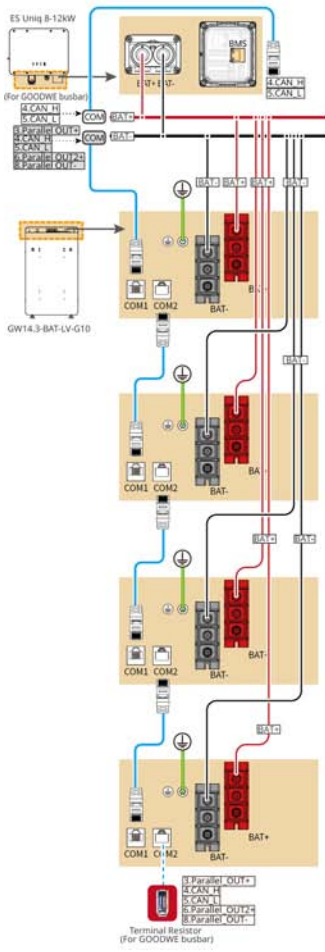 ES Uniq 8-12kW
BMS
BAT+ BAT-
4.CAN_H
5.CAN_L
(For GOODWE busbar)
4.CAN_H
5.CAN_L
COM
BAT+
3.Parallel_OUT+
4.CAN_H
5.CAN_L
6.Parallel_OUT2+
8.Parallel_OUT-
COM
BAT-
BAT-
BAT+
BAT+
BAT-
GW14.3-BAT-LV-G10
COM1
COM2
BAT-
BAT-
BAT-
COM1
COM2
BAT-
BAT-
BAT+
BAT-
COM1
COM2
BAT-
BAT-
BAT+
COM1
COM2
BAT-
BAT+
3.Parallel_OUT+
4.CAN_H
5.CAN_L
6.Parallel_OUT2+
8.Parallel_OUT-
Terminal Resistor
(For GOODWE busbar)